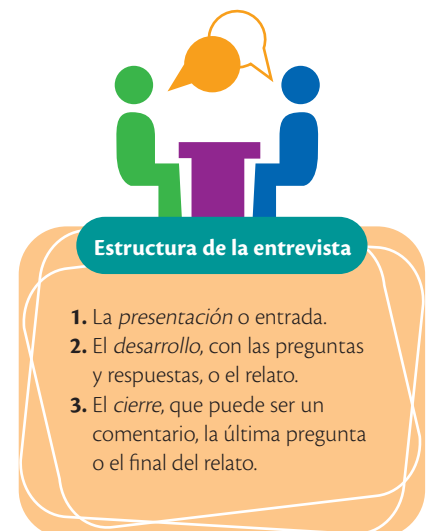 Estructura de la entrevista
1. La presentación o entrada.
2. El desarrollo, con las preguntas
y respuestas, o el relato.
3. El cierre, que puede ser un
comentario, la última pregunta
o el final del relato.